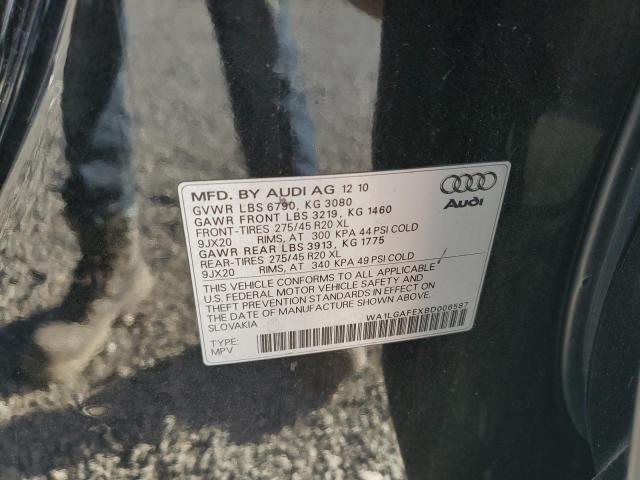 MFD. BY AUDI AG 12 10
GVWR LBS 6790, KG 3080
GAWR FRONT LBS 3219, KG 1460
FRONT-TIRES 275/45 R20 XL
9JX20 RIMS, AT 300 KPA 44 PSI COLD
GAWR REAR LBS 3913, KG 1775
REAR-TIRES 275/45 R20 XL
9JX20 RIMS, AT 340 KPA 49 PSI COLD
THIS VEHICLE CONFORMS TO ALL APPLICABLE
U.S. FEDERAL MOTOR VEHICLE SAFETY AND
THEFT PREVENTION STANDARDS IN EFFECT ON
THE DATE OF MANUFACTURE SHOWN ABOVE.
SLOVAKIA
WA1LGAFEXBD006587
TYPE:
MPV
Audi